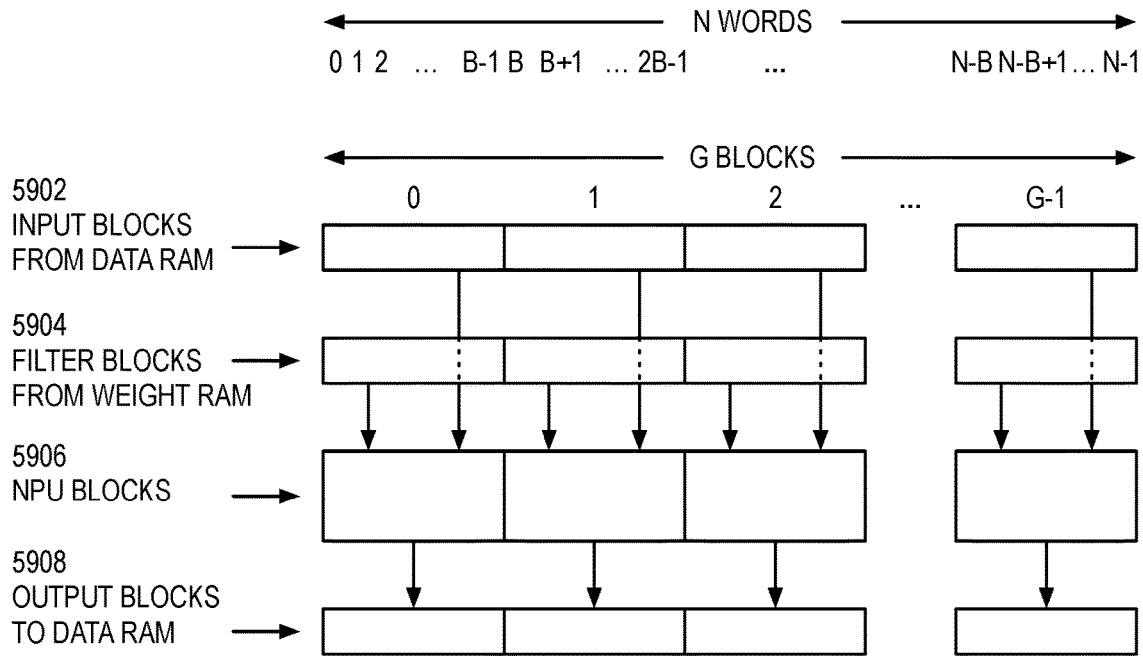 N WORDS
0 1 2 ... B-1 B B+1 ... 2B-1 ... N-B N-B+1 ... N-1
G BLOCKS
0 1 2 ... G-1
5902
INPUT BLOCKS
FROM DATA RAM
5904
FILTER BLOCKS
FROM WEIGHT RAM
5906
NPU BLOCKS
5908
OUTPUT BLOCKS
TO DATA RAM